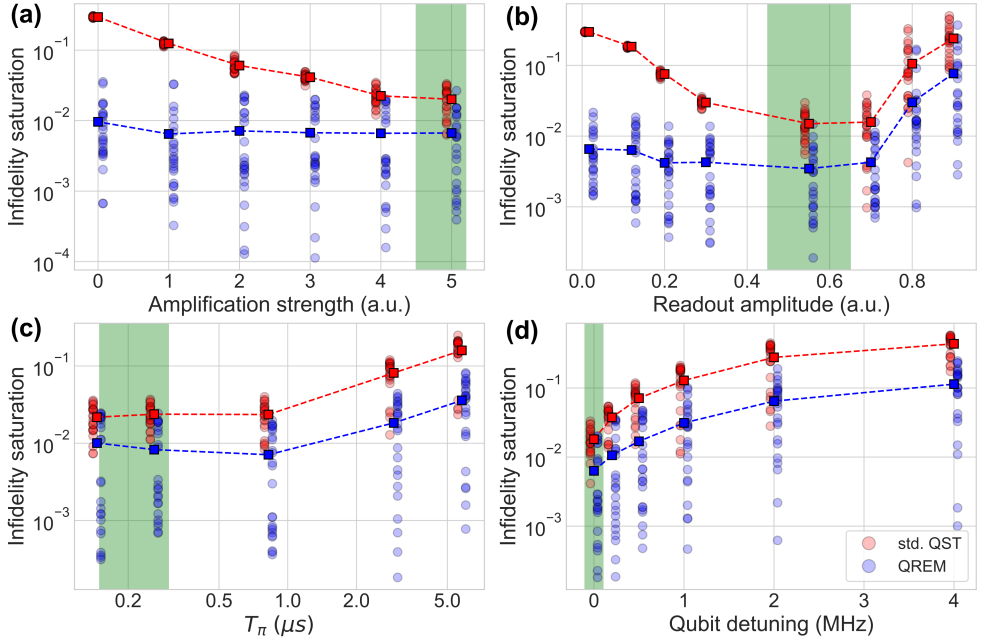 (a)
Infidelity saturation
10⁻¹
10⁻²
10⁻³
10⁻⁴
0 1 2 3 4 5
Amplification strength (a.u.)
(b)
Infidelity saturation
10⁻¹
10⁻²
10⁻³
0.0 0.2 0.4 0.6 0.8
Readout amplitude (a.u.)
(c)
Infidelity saturation
10⁻¹
10⁻²
10⁻³
0.2 0.5 1.0 2.0 5.0
T_π (μs)
(d)
Infidelity saturation
10⁻¹
10⁻²
10⁻³
std. QST
QREM
0 1 2 3 4
Qubit detuning (MHz)